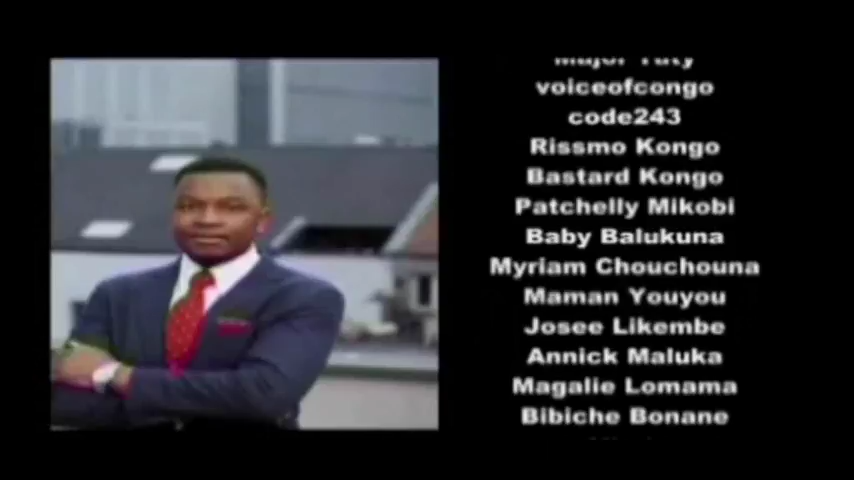 voiceofcongo
code243
Rissmo Kongo
Bastard Kongo
Patchelly Mikobi
Baby Balukuna
Myriam Chouchouna
Maman Youyou
Josee Likembe
Annick Maluka
Magalie Lomama
Bibiche Bonane